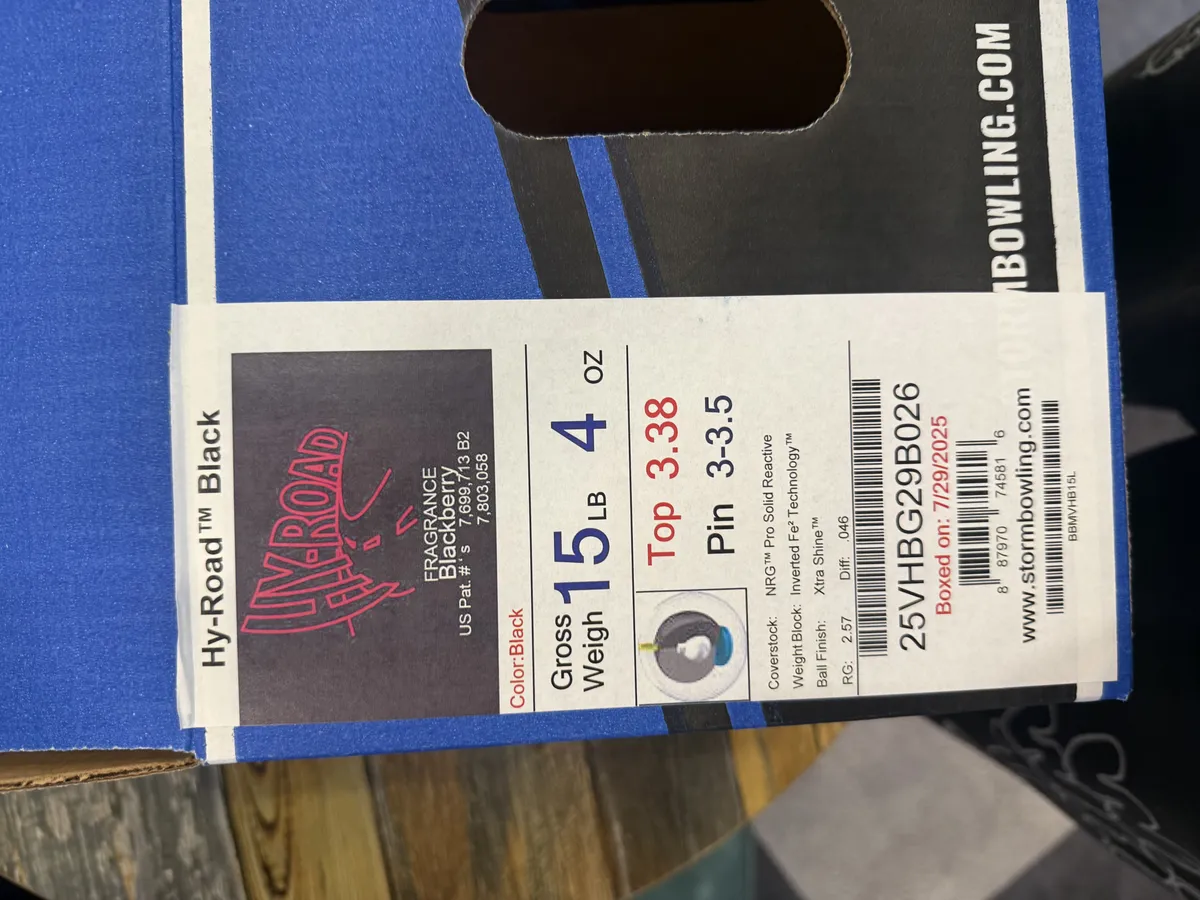 Hy-Road™ Black
HY-ROAD
FRAGRANCE
Blackberry
US Pat. #'s 7,699,713 B2
7,803,058
Color:Black
Gross Weigh 15 LB 4 OZ
Top 3.38
Pin 3-3.5
Coverstock: NRG™ Pro Solid Reactive
Weight Block: Inverted Fe² Technology™
Ball Finish: Xtra Shine™
RG: 2.57 Diff: .046
25VHBG29B026
Boxed on: 7/29/2025
8 87970 74581 6
www.stormbowling.com
BBMVHB15L
STORMBOWLING.COM